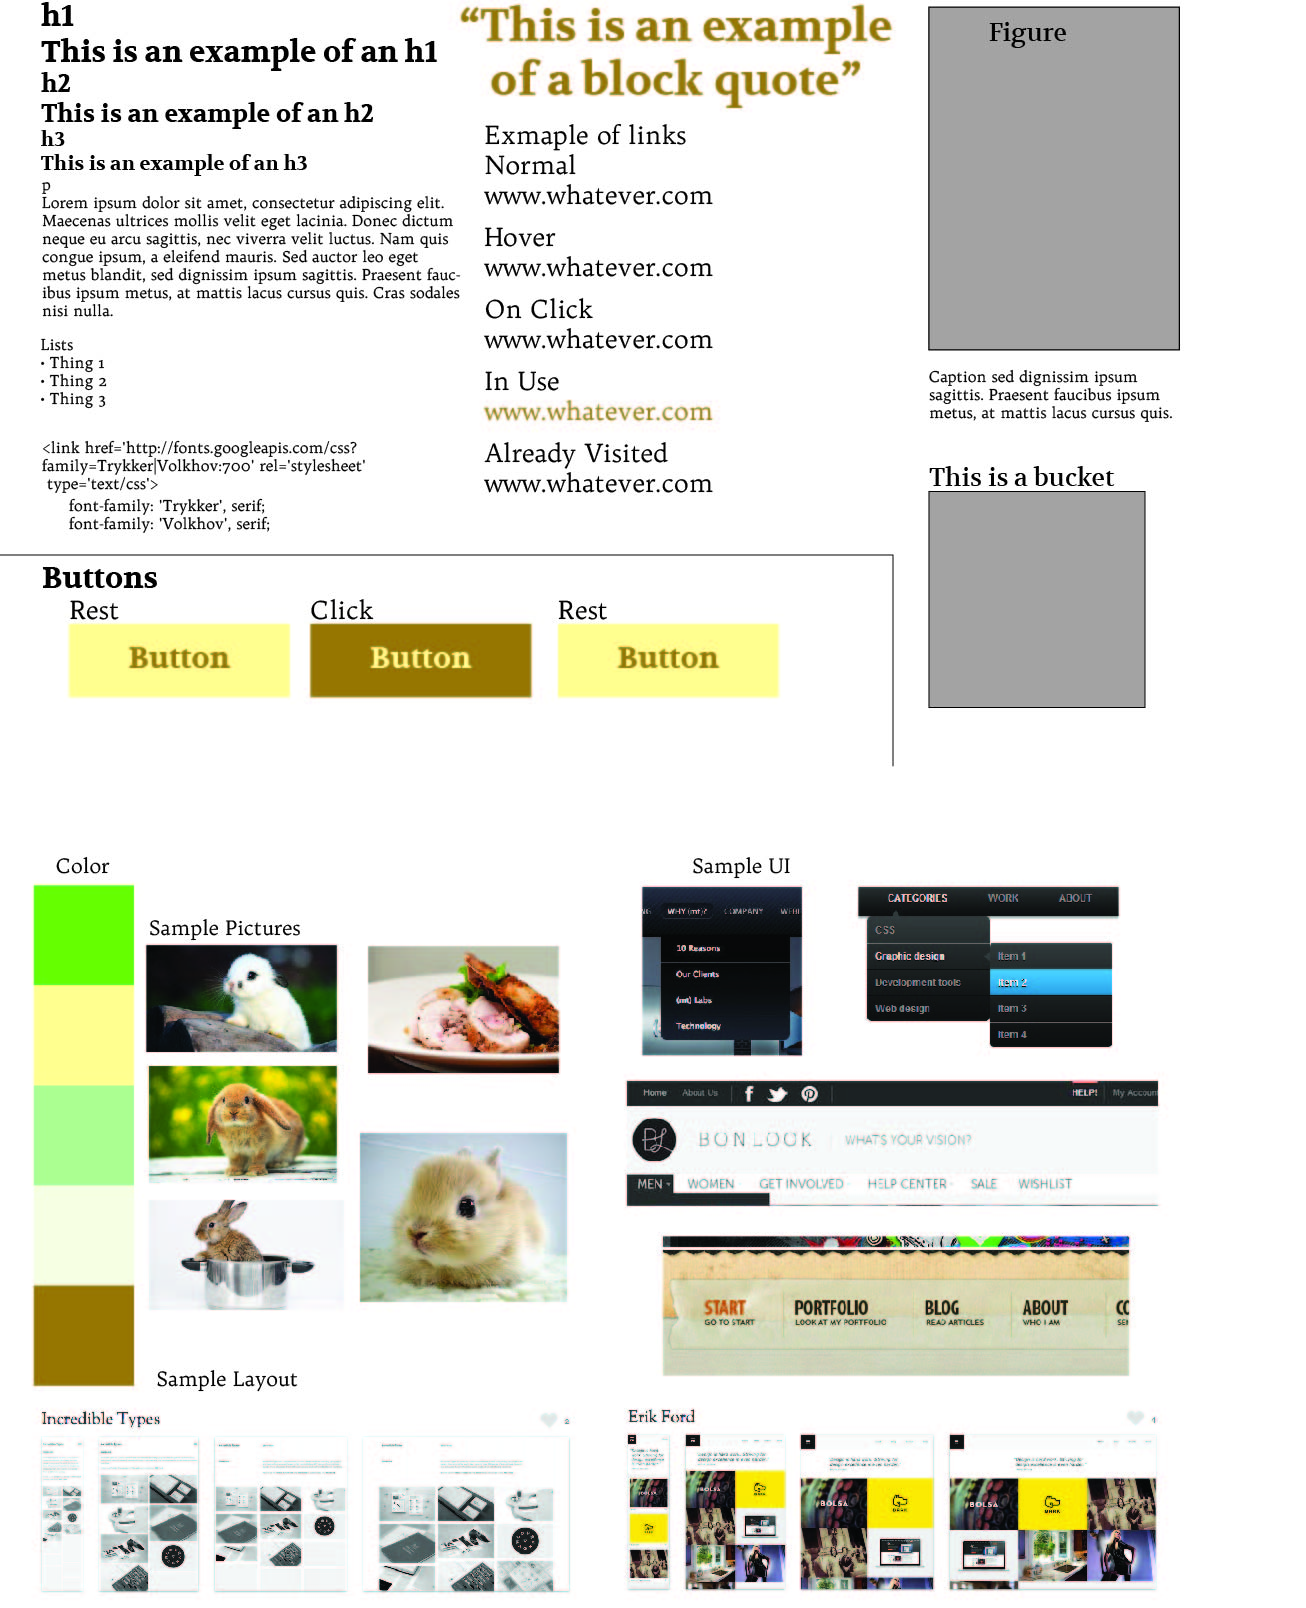 h1
This is an example of an h1
h2
This is an example of an h2
h3
This is an example of an h3
p
Lorem ipsum dolor sit amet, consectetur adipiscing elit.
Maecenas ultrices mollis velit eget lacinia. Donec dictum
neque eu arcu sagittis, nec viverra velit luctus. Nam quis
congue ipsum, a eleifend mauris. Sed auctor leo eget
metus blandit, sed dignissim ipsum sagittis. Praesent fauc-
ibus ipsum metus, at mattis lacus cursus quis. Cras sodales
nisi nulla.
Lists
• Thing 1
• Thing 2
• Thing 3
<link href='http://fonts.googleapis.com/css?
family=Trykker|Volkhov:700' rel='stylesheet'
type='text/css'>
font-family: 'Trykker', serif;
font-family: 'Volkhov', serif;
“This is an example
of a block quote”
Exmaple of links
Normal
www.whatever.com
Hover
www.whatever.com
On Click
www.whatever.com
In Use
www.whatever.com
Already Visited
www.whatever.com
Figure
Caption sed dignissim ipsum
sagittis. Praesent faucibus ipsum
metus, at mattis lacus cursus quis.
This is a bucket
Buttons
Rest Click Rest
Button Button Button
Color
Sample Pictures
Sample UI
WHY (mt)? COMPANY
10 Reasons
Our Clients
(mt) Labs
Technology
CATEGORIES WORK ABOUT
CSS
Graphic design
Development tools
Web design
Item 1
Item 2
Item 3
Item 4
Home About Us HELP! My Accoun
BONLOOK WHAT'S YOUR VISION?
MEN WOMEN GET INVOLVED HELP CENTER SALE WISHLIST
START PORTFOLIO BLOG ABOUT CO
GO TO START LOOK AT MY PORTFOLIO READ ARTICLES WHO I AM SE
Sample Layout
Incredible Types
Erik Ford
BOLSA
BARK
BOLSA
BARK
BOLSA
BARK